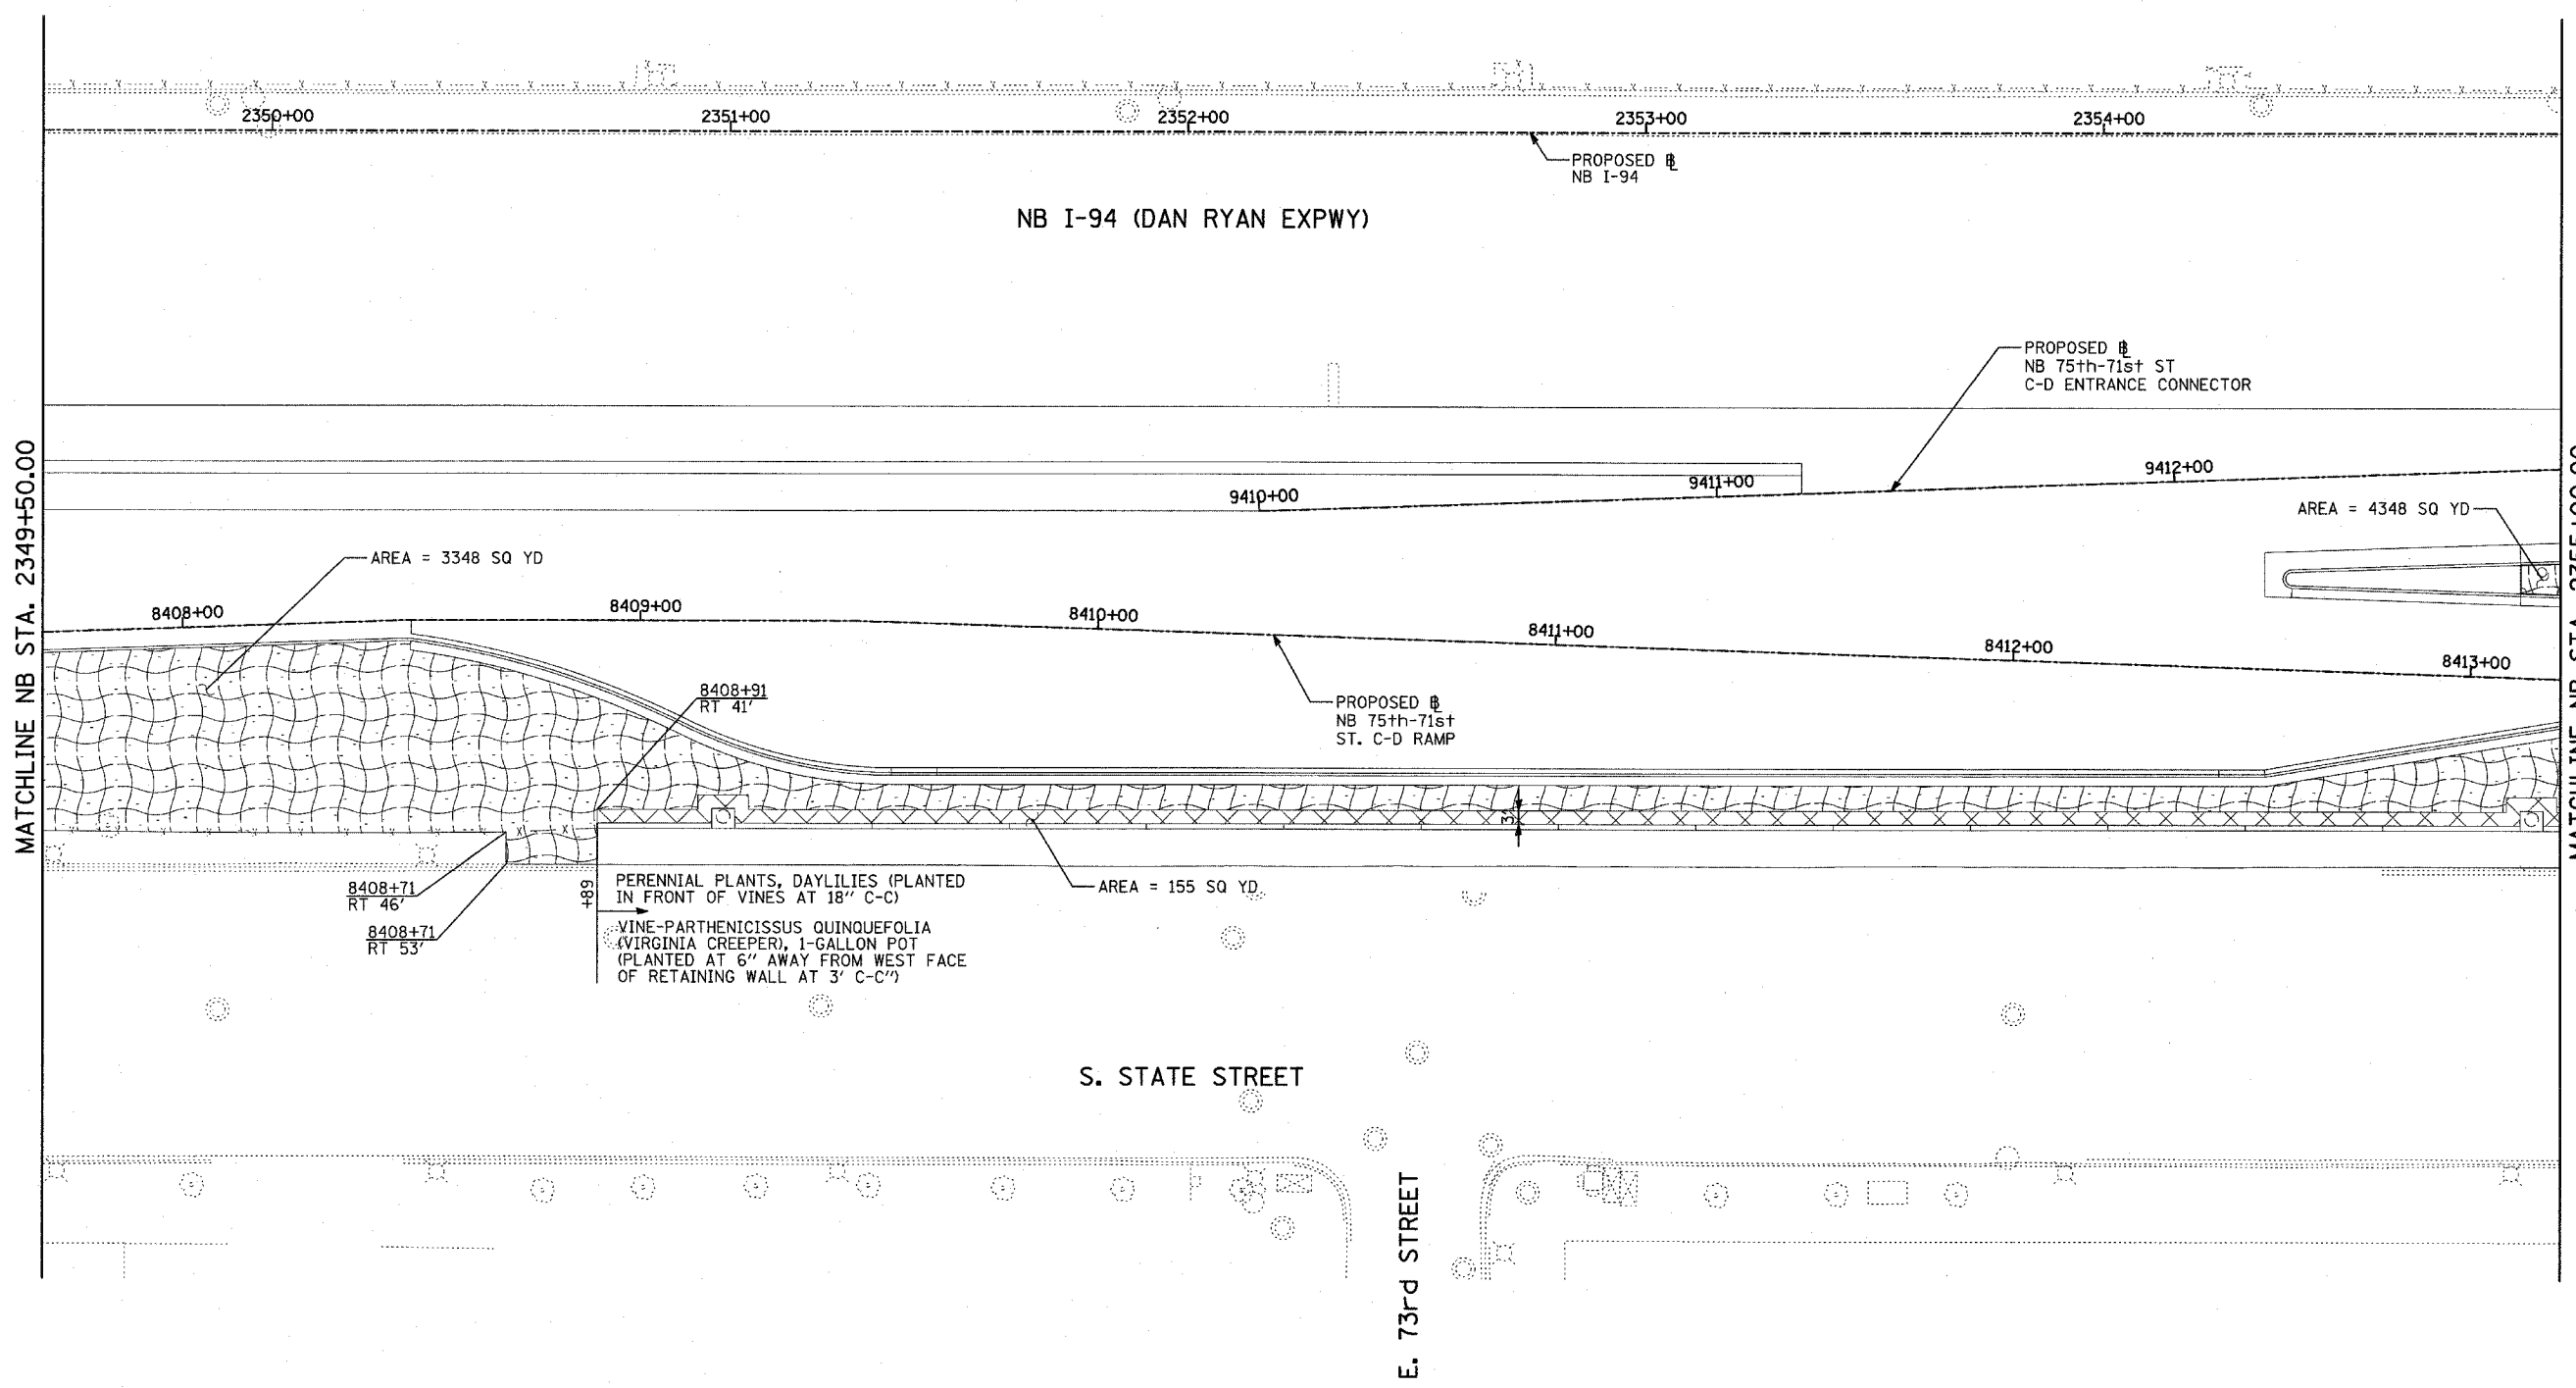 2350+00
2351+00
2352+00
2353+00
2354+00
PROPOSED ℄
NB I-94
NB I-94 (DAN RYAN EXPWY)
PROPOSED ℄
NB 75th-71st ST
C-D ENTRANCE CONNECTOR
MATCHLINE NB STA. 2349+50.00
9410+00
9411+00
9412+00
AREA = 4348 SQ YD
AREA = 3348 SQ YD
8408+00
8409+00
8410+00
8411+00
8412+00
8413+00
MATCHLINE NB STA. 2355+00.00
8408+91
RT 41'
PROPOSED ℄
NB 75th-71st
ST. C-D RAMP
3'
8408+71
RT 46'
8408+71
RT 53'
+89
PERENNIAL PLANTS, DAYLILIES (PLANTED
IN FRONT OF VINES AT 18" C-C)
VINE-PARTHENICISSUS QUINQUEFOLIA
(VIRGINIA CREEPER), 1-GALLON POT
(PLANTED AT 6" AWAY FROM WEST FACE
OF RETAINING WALL AT 3' C-C")
AREA = 155 SQ YD
S. STATE STREET
E. 73rd STREET